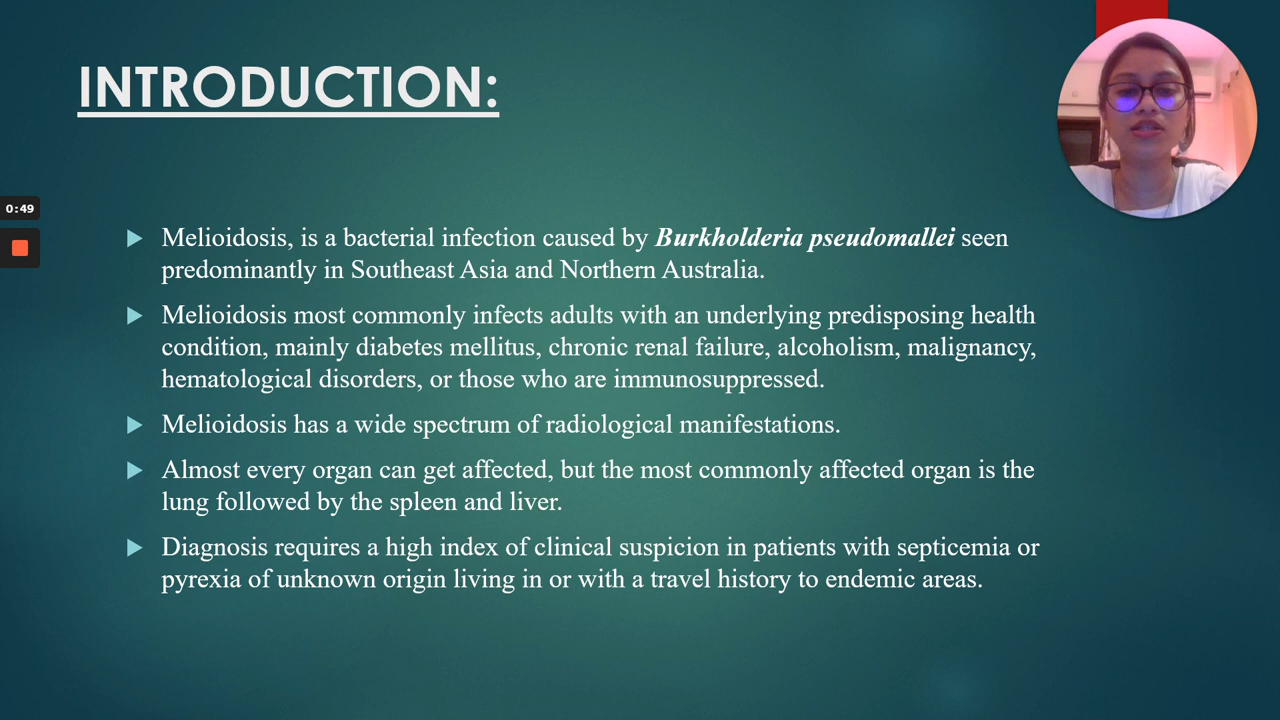 INTRODUCTION:
0:49
Melioidosis, is a bacterial infection caused by Burkholderia pseudomallei seen
predominantly in Southeast Asia and Northern Australia.
Melioidosis most commonly infects adults with an underlying predisposing health
condition, mainly diabetes mellitus, chronic renal failure, alcoholism, malignancy,
hematological disorders, or those who are immunosuppressed.
Melioidosis has a wide spectrum of radiological manifestations.
Almost every organ can get affected, but the most commonly affected organ is the
lung followed by the spleen and liver.
Diagnosis requires a high index of clinical suspicion in patients with septicemia or
pyrexia of unknown origin living in or with a travel history to endemic areas.